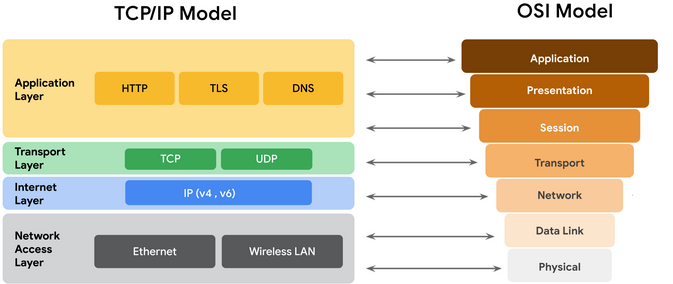 TCP/IP Model
OSI Model
Application
Layer
HTTP
TLS
DNS
Transport
Layer
TCP
UDP
Internet
Layer
IP (v4 , v6)
Network
Access
Layer
Ethernet
Wireless LAN
Application
Presentation
Session
Transport
Network
Data Link
Physical